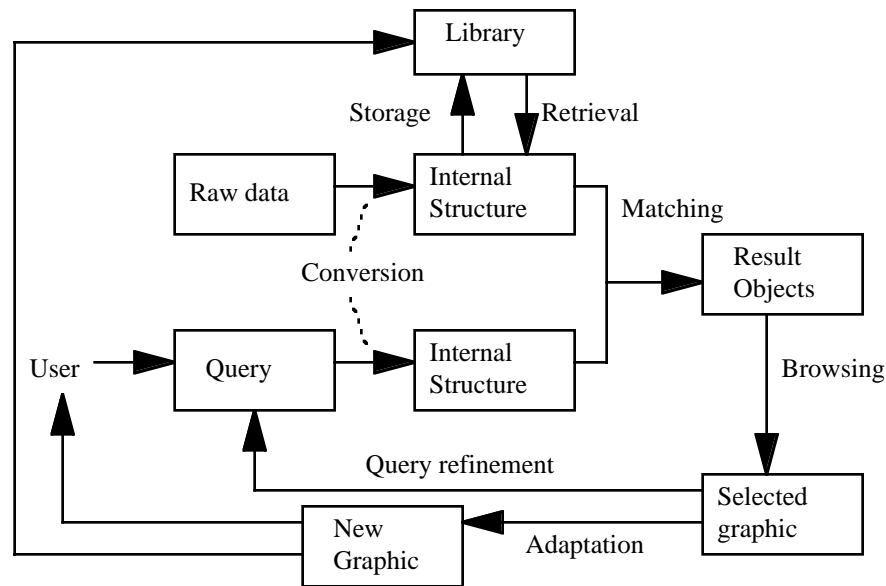 Library
Storage
Retrieval
Raw data
Internal
Structure
Matching
Conversion
Result
Objects
User
Query
Internal
Structure
Browsing
Query refinement
Selected
graphic
New
Graphic
Adaptation